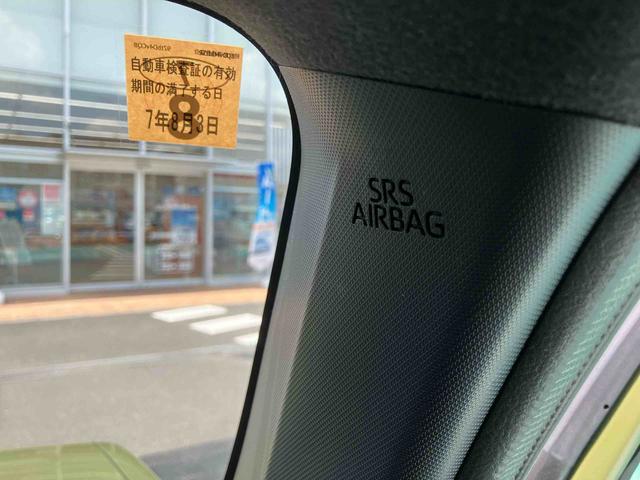 自動車検査証の有効
期間の満了する日
7
8
7年8月3日
SRS
AIRBAG